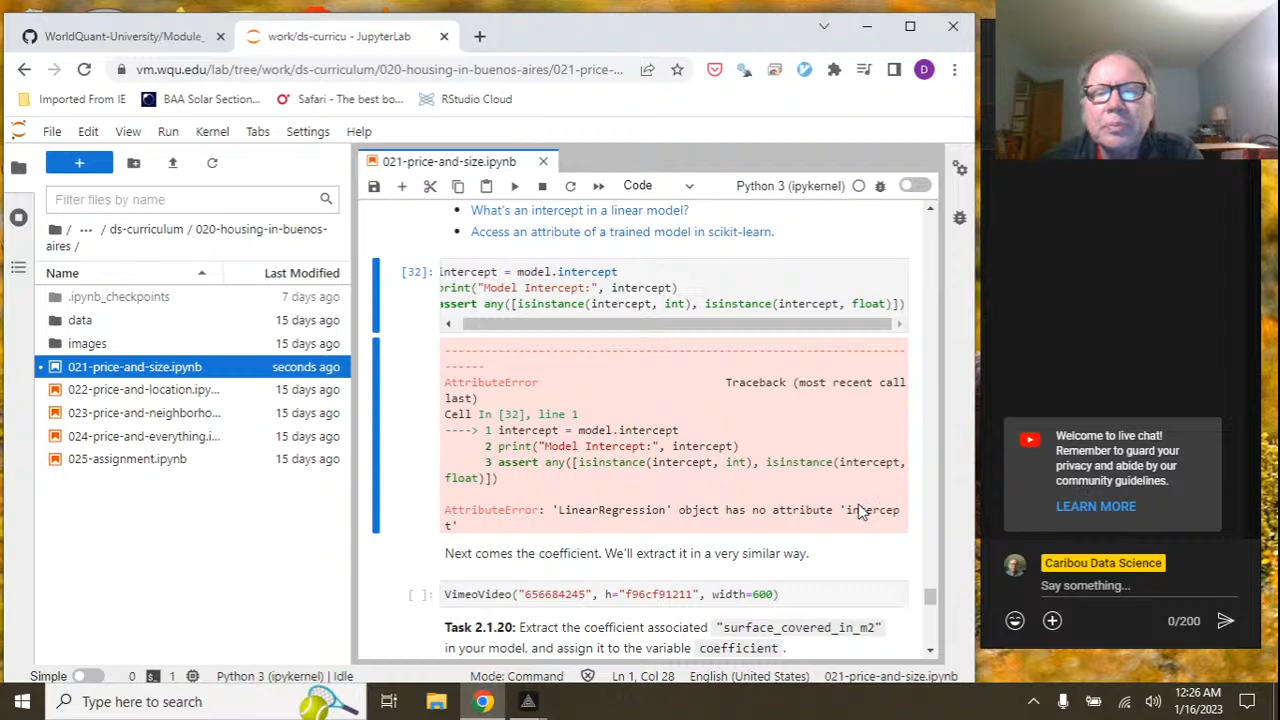 WorldQuant-University/Module_
work/ds-curricu - JupyterLab
vm.wqu.edu/lab/tree/work/ds-curriculum/020-housing-in-buenos-aires/021-price-...
D
Imported From IE
BAA Solar Section...
Safari - The best bo...
RStudio Cloud
File Edit View Run Kernel Tabs Settings Help
021-price-and-size.ipynb
Code
Python 3 (ipykernel)
Filter files by name
/ ... / ds-curriculum / 020-housing-in-buenos-
aires /
Name
Last Modified
.ipynb_checkpoints 7 days ago
data 15 days ago
images 15 days ago
021-price-and-size.ipynb seconds ago
022-price-and-location.ipy... 15 days ago
023-price-and-neighborho... 15 days ago
024-price-and-everything.i... 15 days ago
025-assignment.ipynb 15 days ago
What's an intercept in a linear model?
Access an attribute of a trained model in scikit-learn.
[32]: intercept = model.intercept
print("Model Intercept:", intercept)
assert any([isinstance(intercept, int), isinstance(intercept, float)])
---------------------------------------------------------------------
------
AttributeError Traceback (most recent call
last)
Cell In [32], line 1
----> 1 intercept = model.intercept
2 print("Model Intercept:", intercept)
3 assert any([isinstance(intercept, int), isinstance(intercept,
float)])
AttributeError: 'LinearRegression' object has no attribute 'intercep
t'
Next comes the coefficient. We'll extract it in a very similar way.
[ ]: VimeoVideo("656684245", h="f96cf91211", width=600)
Task 2.1.20: Extract the coefficient associated "surface_covered_in_m2"
in your model, and assign it to the variable coefficient .
Simple 0 1 Python 3 (ipykernel) | Idle
Mode: Command Ln 1, Col 28 English (United States) 021-price-and-size.ipynb
Welcome to live chat!
Remember to guard your
privacy and abide by our
community guidelines.
LEARN MORE
Caribou Data Science
Say something...
0/200
Type here to search
12:26 AM
1/16/2023